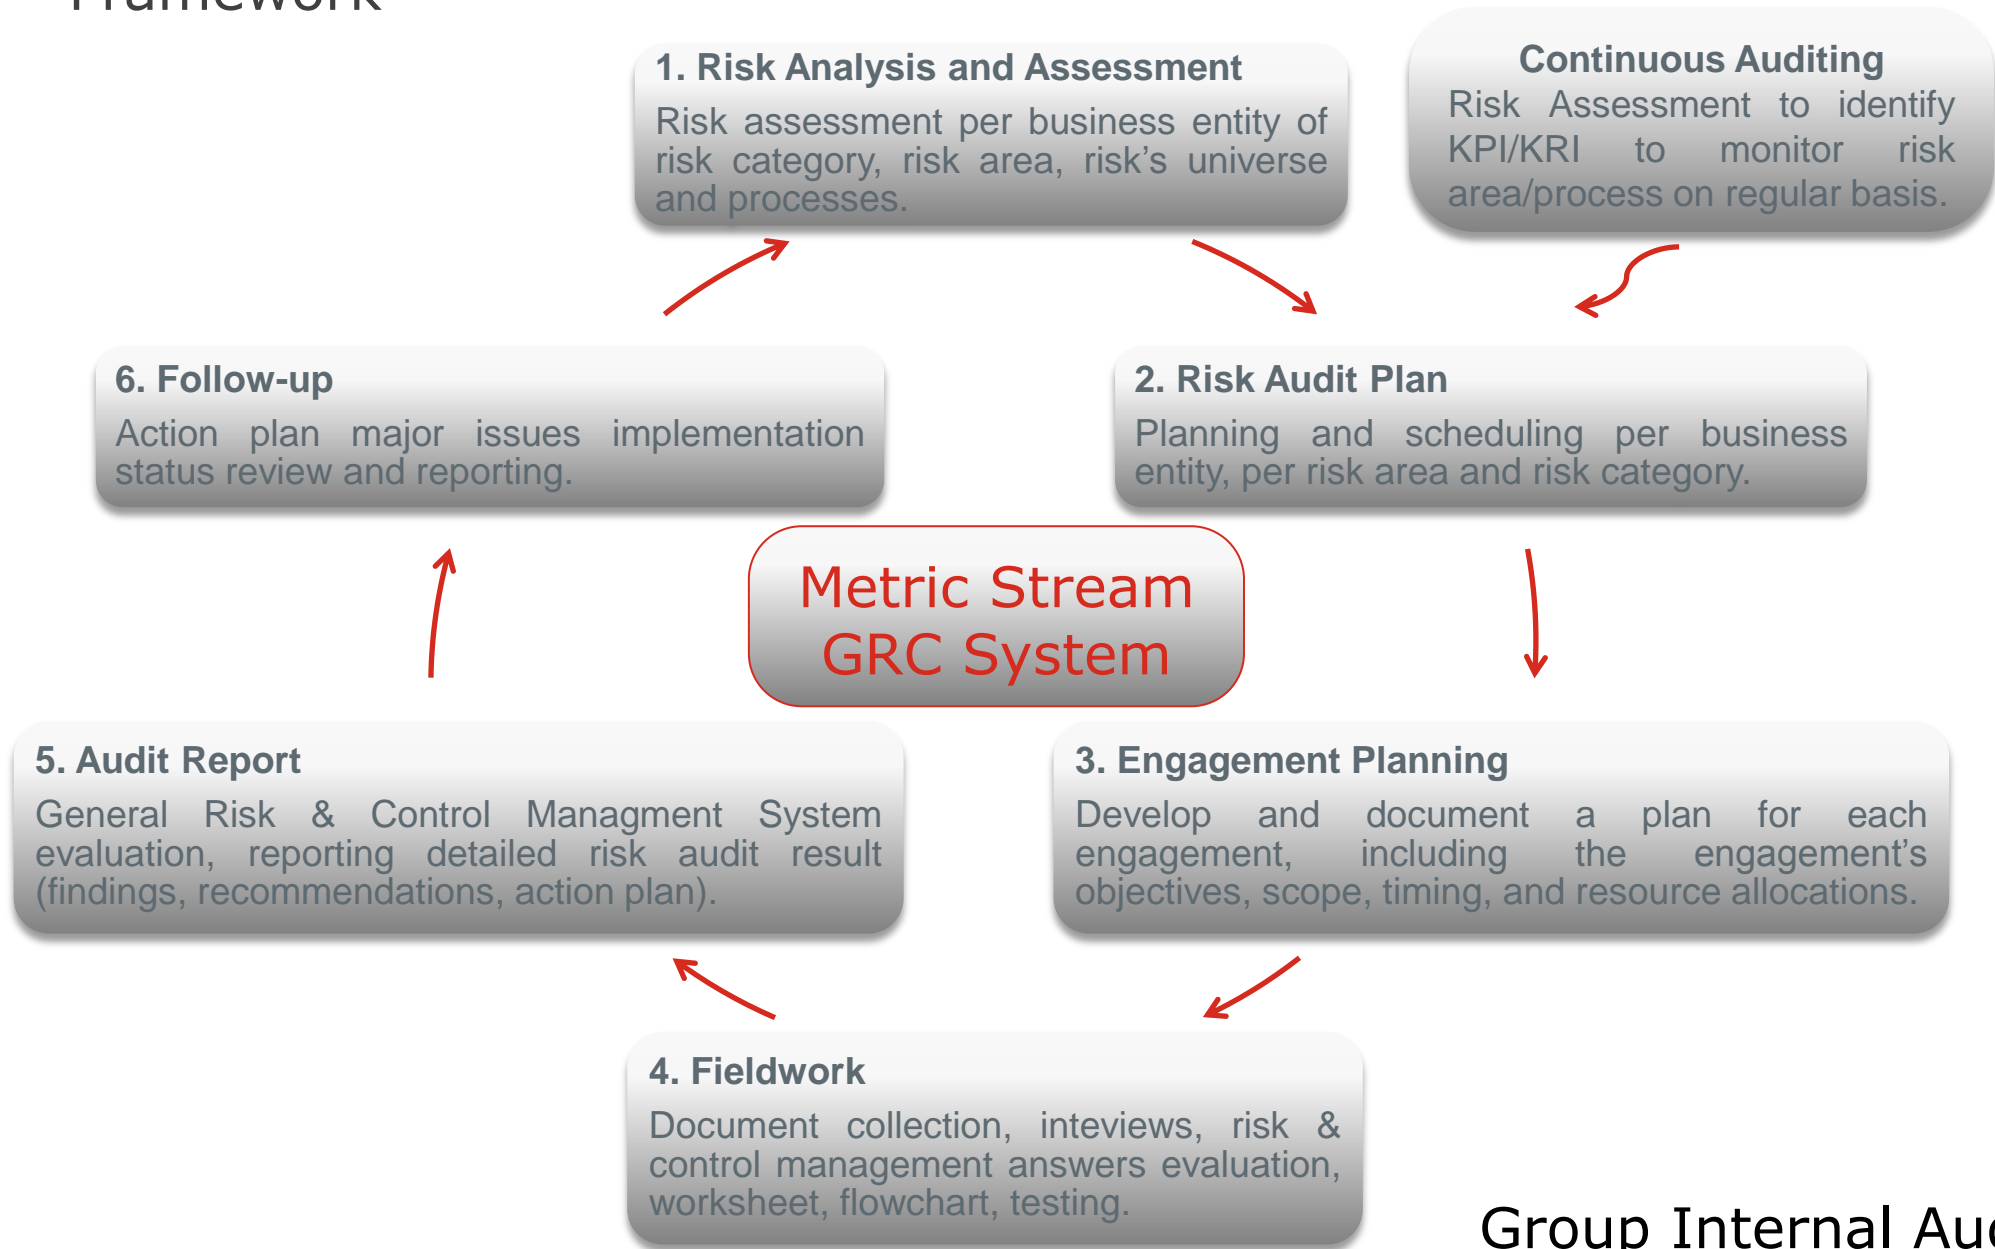 Framework
1. Risk Analysis and Assessment
Risk assessment per business entity of
risk category, risk area, risk's universe
and processes.
Continuous Auditing
Risk Assessment to identify
KPI/KRI to monitor risk
area/process on regular basis.
6. Follow-up
Action plan major issues implementation
status review and reporting.
2. Risk Audit Plan
Planning and scheduling per business
entity, per risk area and risk category.
Metric Stream
GRC System
5. Audit Report
General Risk & Control Managment System
evaluation, reporting detailed risk audit result
(findings, recommendations, action plan).
3. Engagement Planning
Develop and document a plan for each
engagement, including the engagement's
objectives, scope, timing, and resource allocations.
4. Fieldwork
Document collection, inteviews, risk &
control management answers evaluation,
worksheet, flowchart, testing.
Group Internal